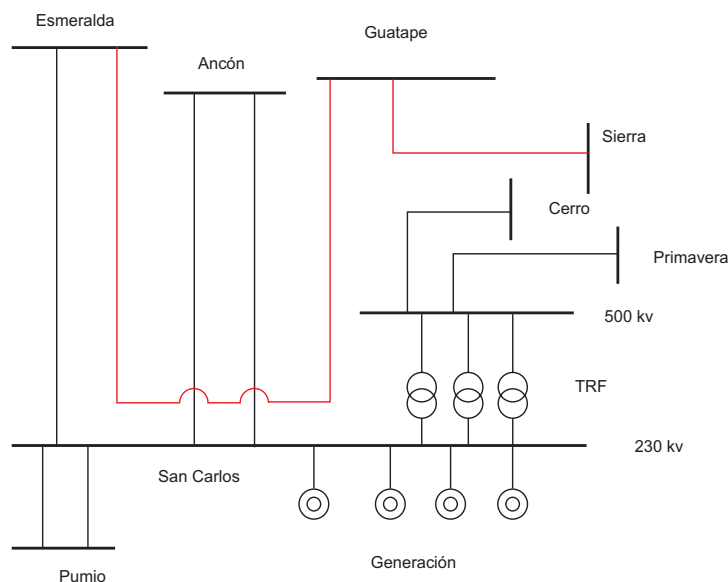 Esmeralda
Guatape
Ancón
Sierra
Cerro
Primavera
500 kv
TRF
230 kv
San Carlos
Generación
Pumio